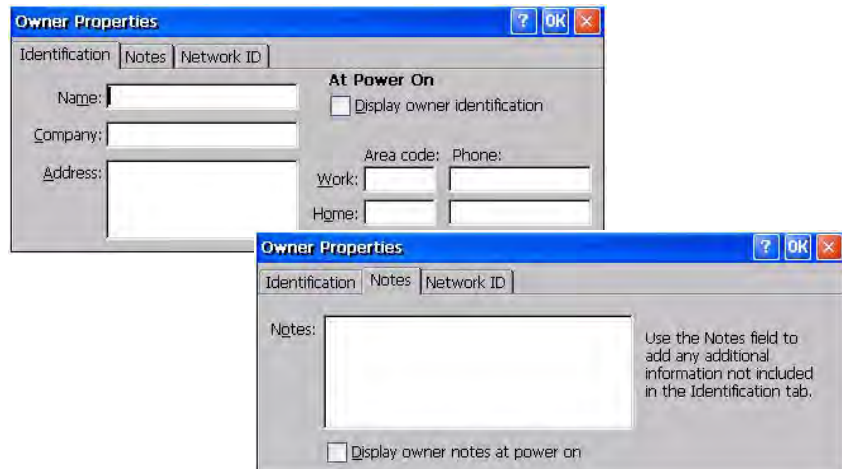 Owner Properties ? OK ×
Identification Notes Network ID
Name:
Company:
Address:
At Power On
Display owner identification
Area code: Phone:
Work:
Home:
Owner Properties ? OK ×
Identification Notes Network ID
Notes:
Use the Notes field to
add any additional
information not included
in the Identification tab.
Display owner notes at power on